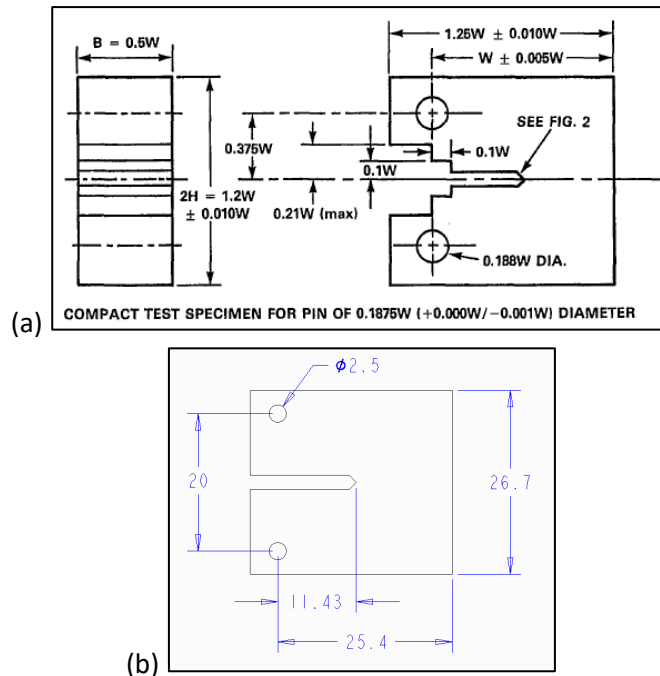 B = 0.5W
1.25W ± 0.010W
W ± 0.005W
SEE FIG. 2
0.375W
0.1W
0.1W
2H = 1.2W
± 0.010W
0.21W (max)
0.188W DIA.
COMPACT TEST SPECIMEN FOR PIN OF 0.1875W (+0.000W/−0.001W) DIAMETER
(a)
ϕ2.5
20
26.7
11.43
25.4
(b)